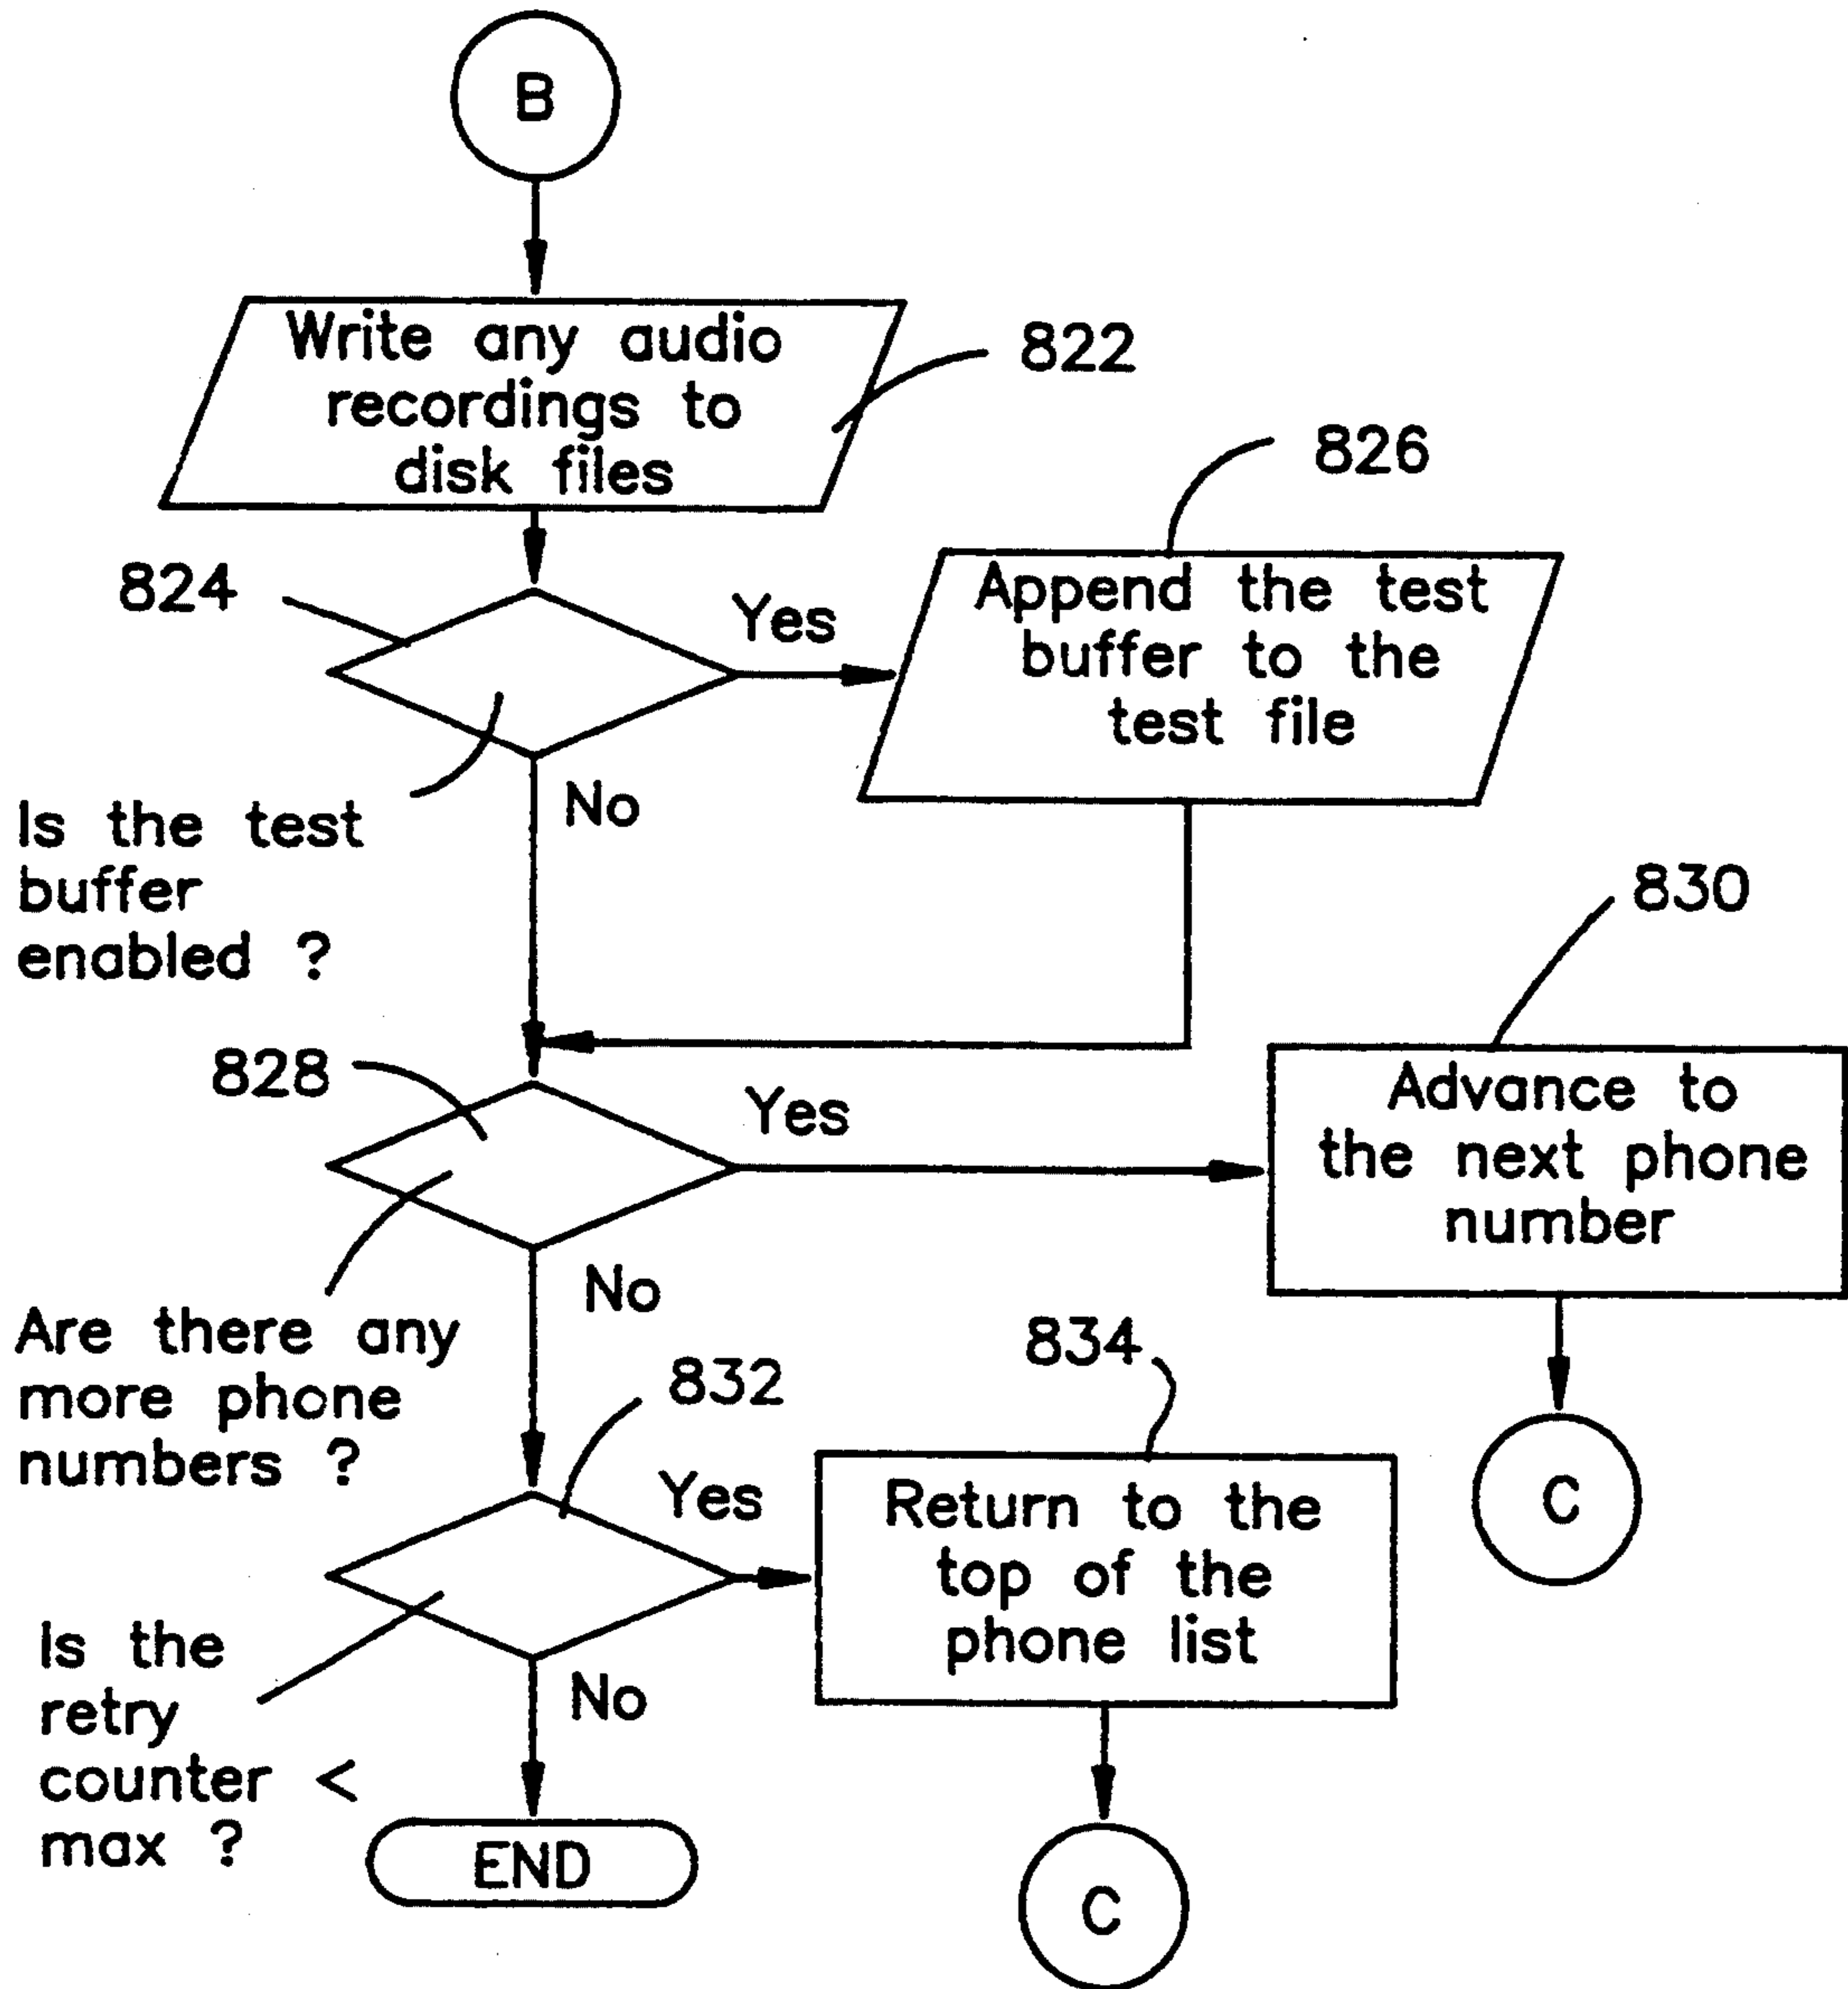 B
Write any audio
recordings to
disk files
822
824
Yes
No
Is the test
buffer
enabled ?
826
Append the test
buffer to the
test file
828
Yes
No
Are there any
more phone
numbers ?
830
Advance to
the next phone
number
C
832
Yes
No
Is the
retry
counter <
max ?
834
Return to the
top of the
phone list
C
END